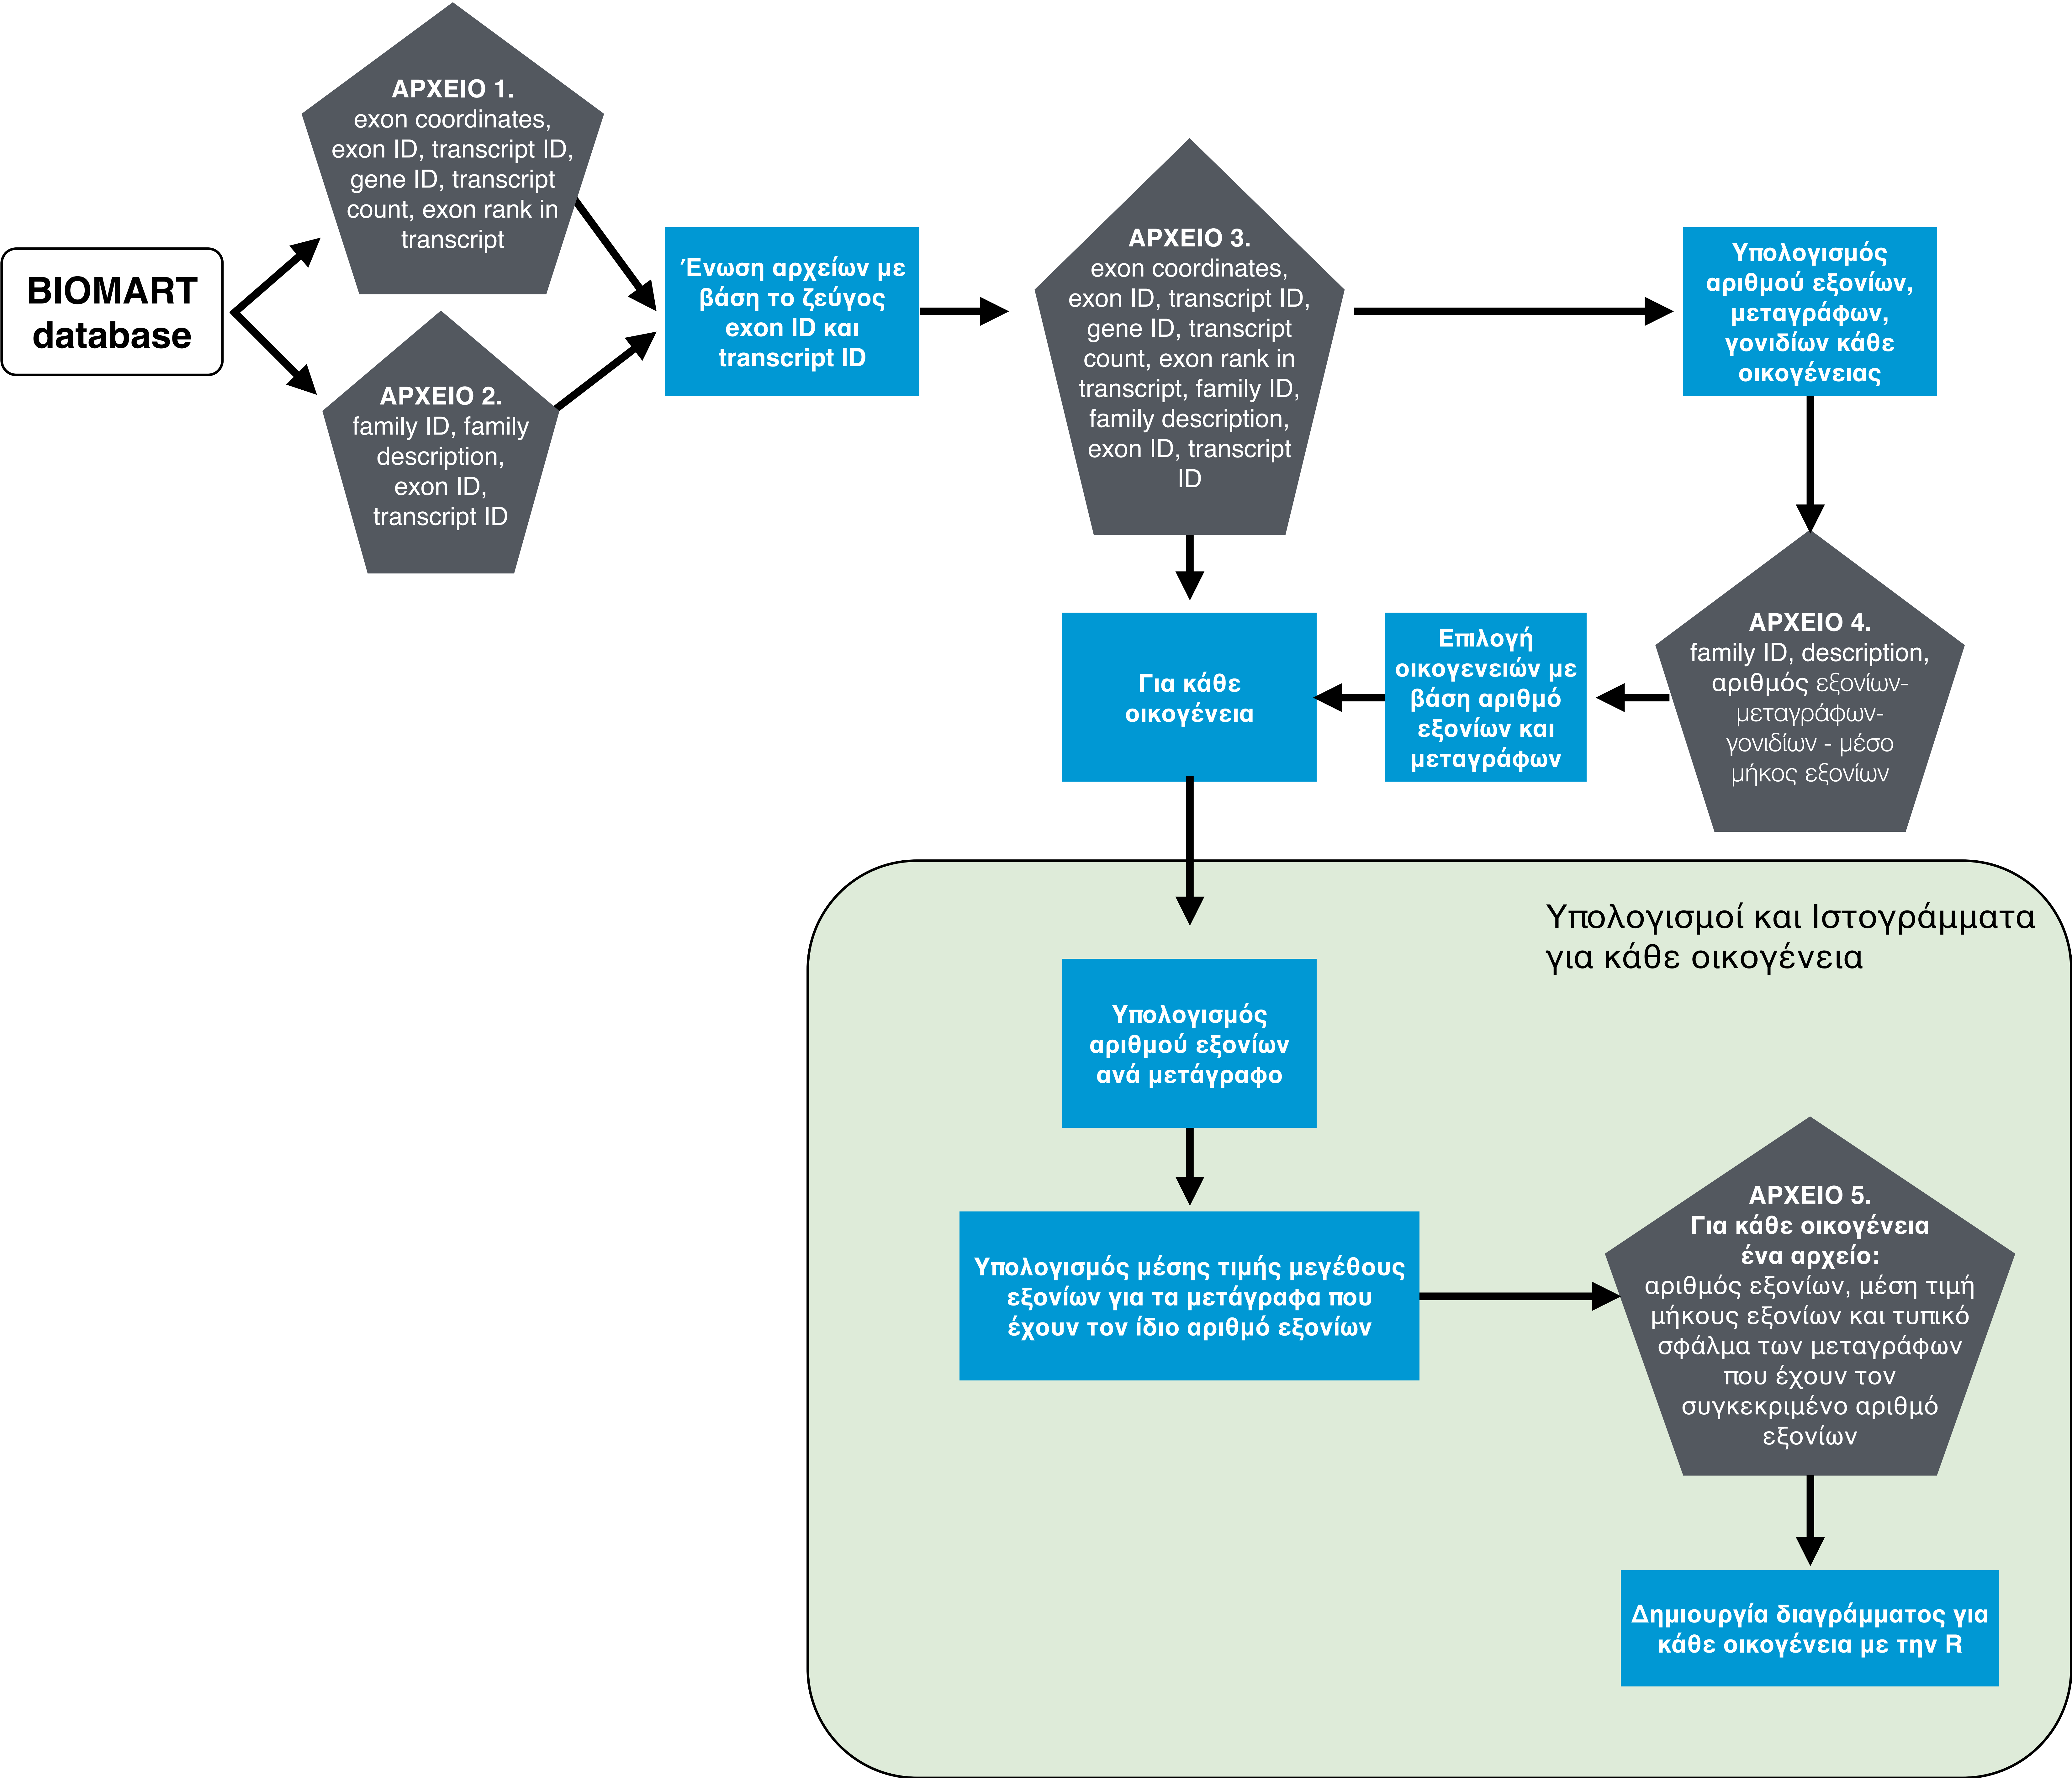 BIOMART
database
ΑΡΧΕΙΟ 1.
exon coordinates,
exon ID, transcript ID,
gene ID, transcript
count, exon rank in
transcript
ΑΡΧΕΙΟ 2.
family ID, family
description,
exon ID,
transcript ID
Ένωση αρχείων με
βάση το ζεύγος
exon ID και
transcript ID
ΑΡΧΕΙΟ 3.
exon coordinates,
exon ID, transcript ID,
gene ID, transcript
count, exon rank in
transcript, family ID,
family description,
exon ID, transcript
ID
Υπολογισμός
αριθμού εξονίων,
μεταγράφων,
γονιδίων κάθε
οικογένειας
ΑΡΧΕΙΟ 4.
family ID, description,
αριθμός εξονίων-
μεταγράφων-
γονιδίων - μέσο
μήκος εξονίων
Επιλογή
οικογενειών με
βάση αριθμό
εξονίων και
μεταγράφων
Για κάθε
οικογένεια
Υπολογισμοί και Ιστογράμματα
για κάθε οικογένεια
Υπολογισμός
αριθμού εξονίων
ανά μετάγραφο
Υπολογισμός μέσης τιμής μεγέθους
εξονίων για τα μετάγραφα που
έχουν τον ίδιο αριθμό εξονίων
ΑΡΧΕΙΟ 5.
Για κάθε οικογένεια
ένα αρχείο:
αριθμός εξονίων, μέση τιμή
μήκους εξονίων και τυπικό
σφάλμα των μεταγράφων
που έχουν τον
συγκεκριμένο αριθμό
εξονίων
Δημιουργία διαγράμματος για
κάθε οικογένεια με την R